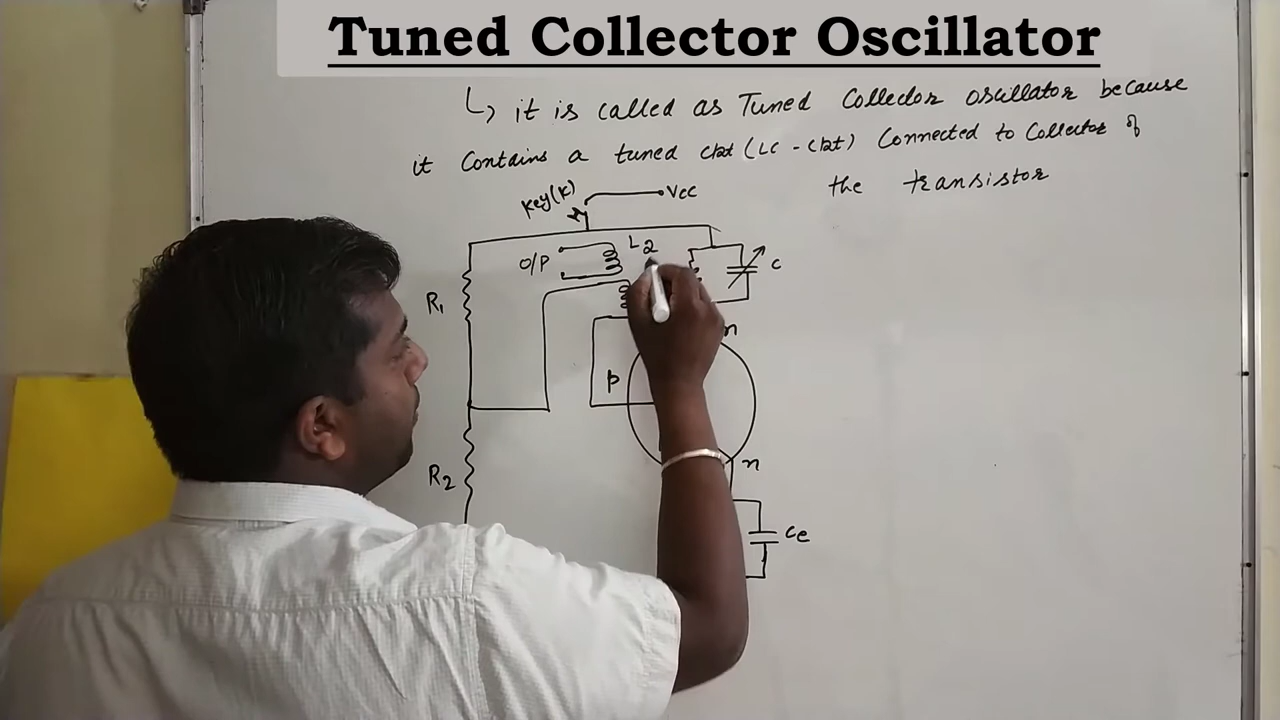 Tuned Collector Oscillator
↳ it is called as Tuned Collector oscillator because
it Contains a tuned ckt (LC - ckt) Connected to Collector of
the transistor
Key(K)
Vcc
L2
O/P
C
R1
n
p
n
R2
Ce